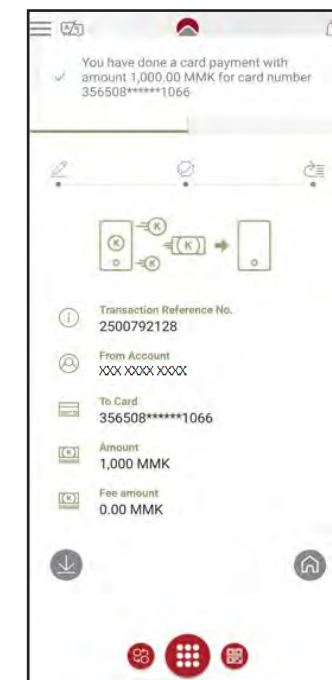 You have done a card payment with
amount 1,000.00 MMK for card number
356508******1066
Transaction Reference No.
2500792128
From Account
XXX XXXX XXXX
To Card
356508******1066
Amount
1,000 MMK
Fee amount
0.00 MMK